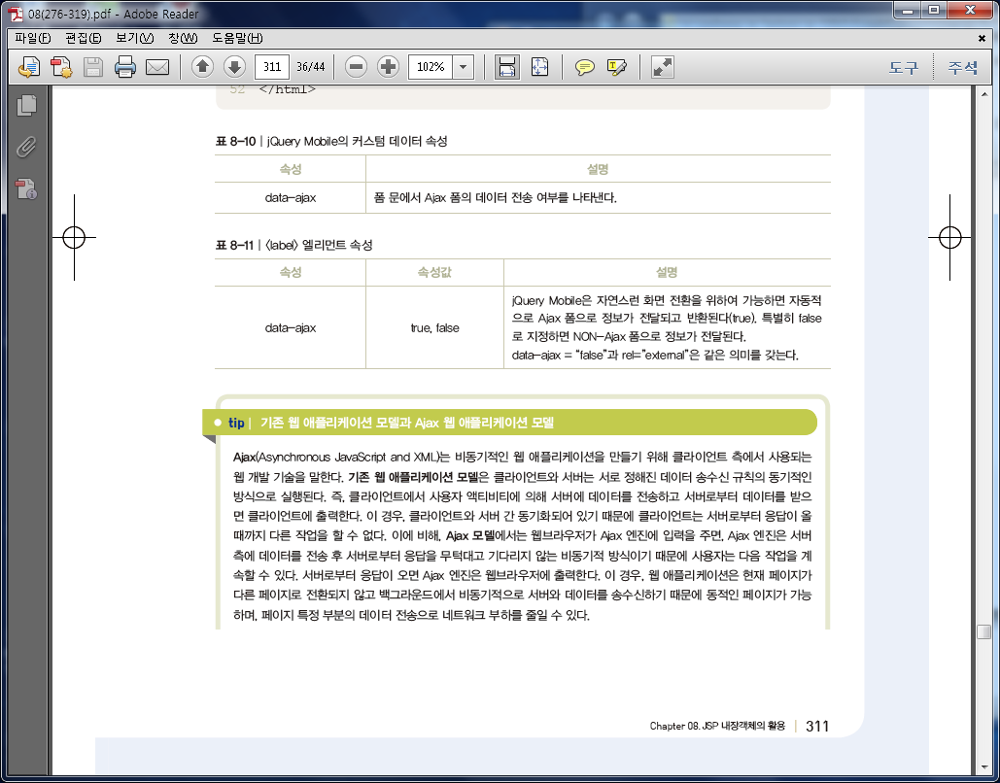 08(276-319).pdf - Adobe Reader
파일(F) 편집(E) 보기(V) 창(W) 도움말(H)
311 36/44 102% 도구 주석
52 </html>
표 8-10 | jQuery Mobile의 커스텀 데이터 속성
속성 설명
data-ajax 폼 문에서 Ajax 폼의 데이터 전송 여부를 나타낸다.
표 8-11 | <label> 엘리먼트 속성
속성 속성값 설명
data-ajax true, false
jQuery Mobile은 자연스런 화면 전환을 위하여 가능하면 자동적
으로 Ajax 폼으로 정보가 전달되고 반환된다(true). 특별히 false
로 지정하면 NON-Ajax 폼으로 정보가 전달된다.
data-ajax = “false”과 rel=”external”은 같은 의미를 갖는다.
tip | 기존 웹 애플리케이션 모델과 Ajax 웹 애플리케이션 모델
Ajax(Asynchronous JavaScript and XML)는 비동기적인 웹 애플리케이션을 만들기 위해 클라이언트 측에서 사용되는
웹 개발 기술을 말한다. 기존 웹 애플리케이션 모델은 클라이언트와 서버는 서로 정해진 데이터 송수신 규칙의 동기적인
방식으로 실행된다. 즉, 클라이언트에서 사용자 액티비티에 의해 서버에 데이터를 전송하고 서버로부터 데이터를 받으
면 클라이언트에 출력한다. 이 경우, 클라이언트와 서버 간 동기화되어 있기 때문에 클라이언트는 서버로부터 응답이 올
때까지 다른 작업을 할 수 없다. 이에 비해, Ajax 모델에서는 웹브라우저가 Ajax 엔진에 입력을 주면, Ajax 엔진은 서버
측에 데이터를 전송 후 서버로부터 응답을 무턱대고 기다리지 않는 비동기적 방식이기 때문에 사용자는 다음 작업을 계
속할 수 있다. 서버로부터 응답이 오면 Ajax 엔진은 웹브라우저에 출력한다. 이 경우, 웹 애플리케이션은 현재 페이지가
다른 페이지로 전환되지 않고 백그라운드에서 비동기적으로 서버와 데이터를 송수신하기 때문에 동적인 페이지가 가능
하며, 페이지 특정 부분의 데이터 전송으로 네트워크 부하를 줄일 수 있다.
Chapter 08. JSP 내장객체의 활용 | 311